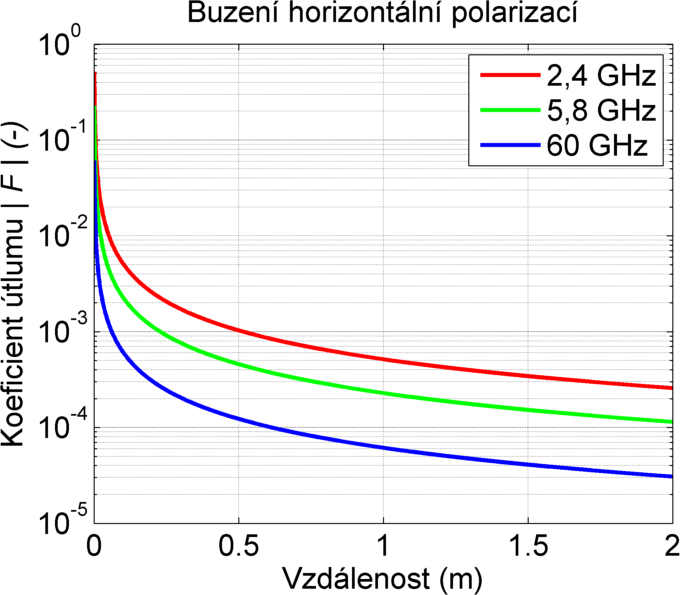 Buzení horizontální polarizací
Koeficient útlumu | F | (-)
10^0
10^-1
10^-2
10^-3
10^-4
10^-5
2,4 GHz
5,8 GHz
60 GHz
0 0.5 1 1.5 2
Vzdálenost (m)